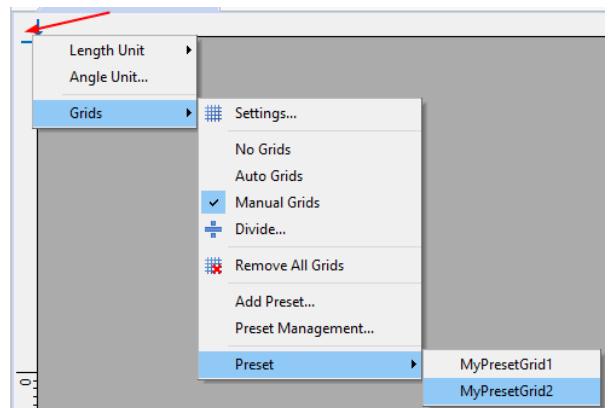 Length Unit
Angle Unit...
Grids
Settings...
No Grids
Auto Grids
Manual Grids
Divide...
Remove All Grids
Add Preset...
Preset Management...
Preset
MyPresetGrid1
MyPresetGrid2
0